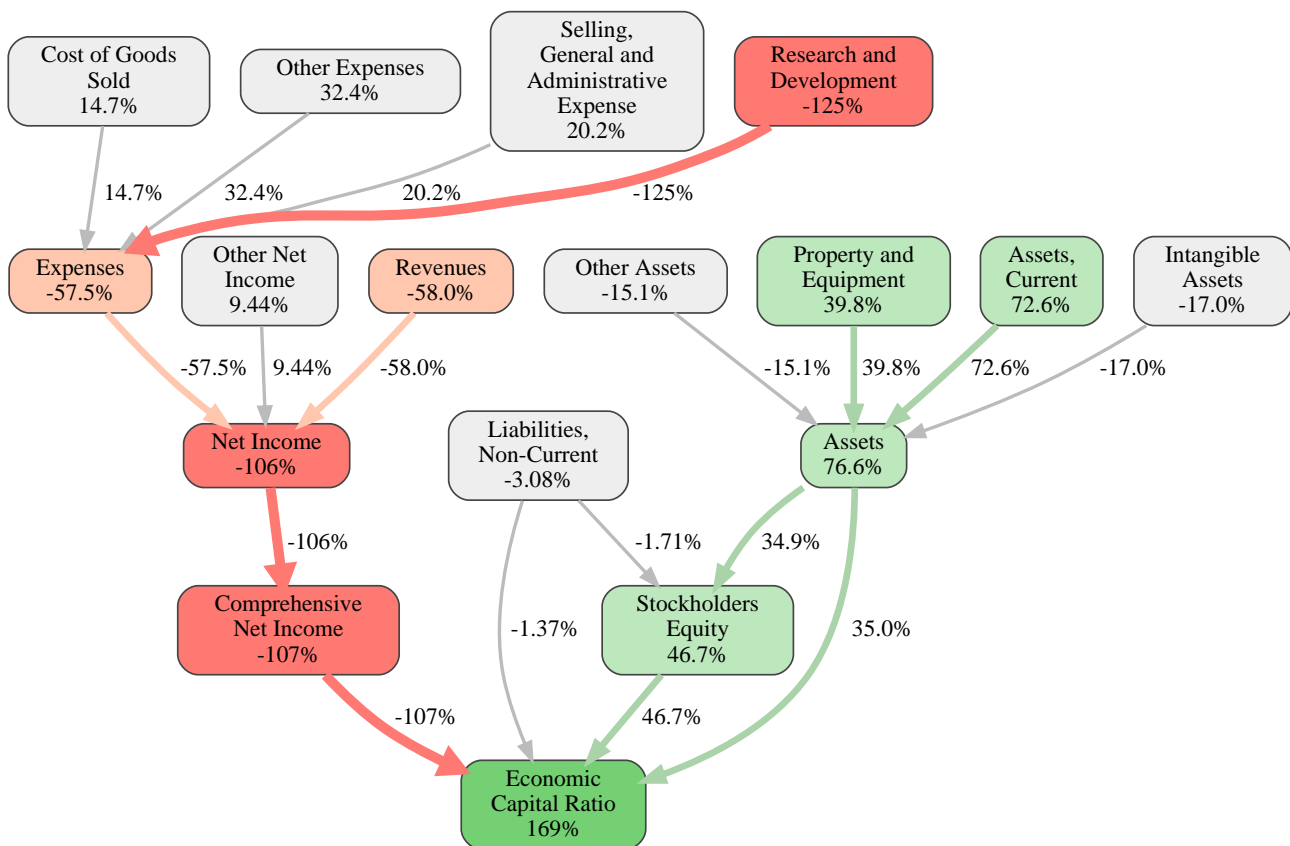 Cost of Goods
Sold
14.7%
Other Expenses
32.4%
Selling,
General and
Administrative
Expense
20.2%
Research and
Development
-125%
14.7%
32.4%
20.2%
-125%
Expenses
-57.5%
Other Net
Income
9.44%
Revenues
-58.0%
Other Assets
-15.1%
Property and
Equipment
39.8%
Assets,
Current
72.6%
Intangible
Assets
-17.0%
-57.5%
9.44%
-58.0%
-15.1%
39.8%
72.6%
-17.0%
Net Income
-106%
Liabilities,
Non-Current
-3.08%
Assets
76.6%
-106%
-1.71%
34.9%
Comprehensive
Net Income
-107%
-1.37%
Stockholders
Equity
46.7%
35.0%
-107%
46.7%
Economic
Capital Ratio
169%